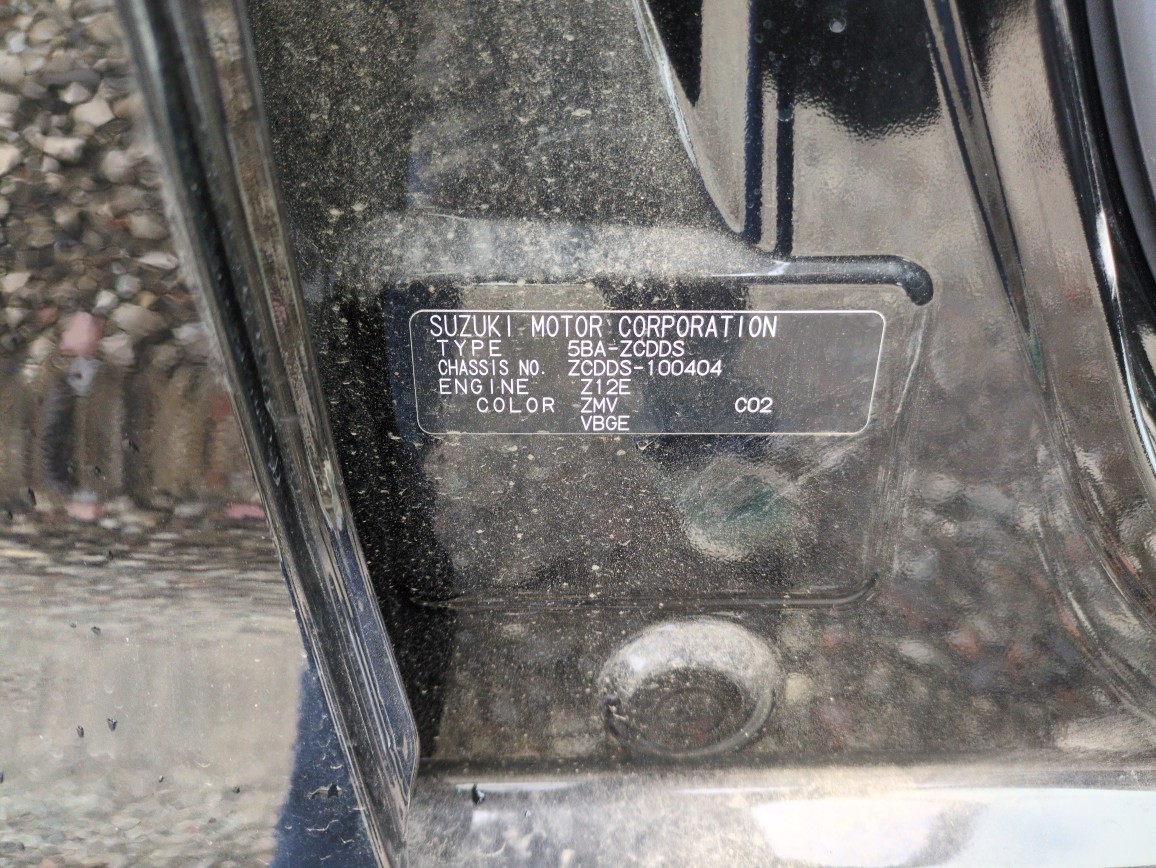 SUZUKI MOTOR CORPORATION
TYPE 5BA-ZCDDS
CHASSIS NO. ZCDDS-100404
ENGINE Z12E
COLOR ZMV C02
VBGE